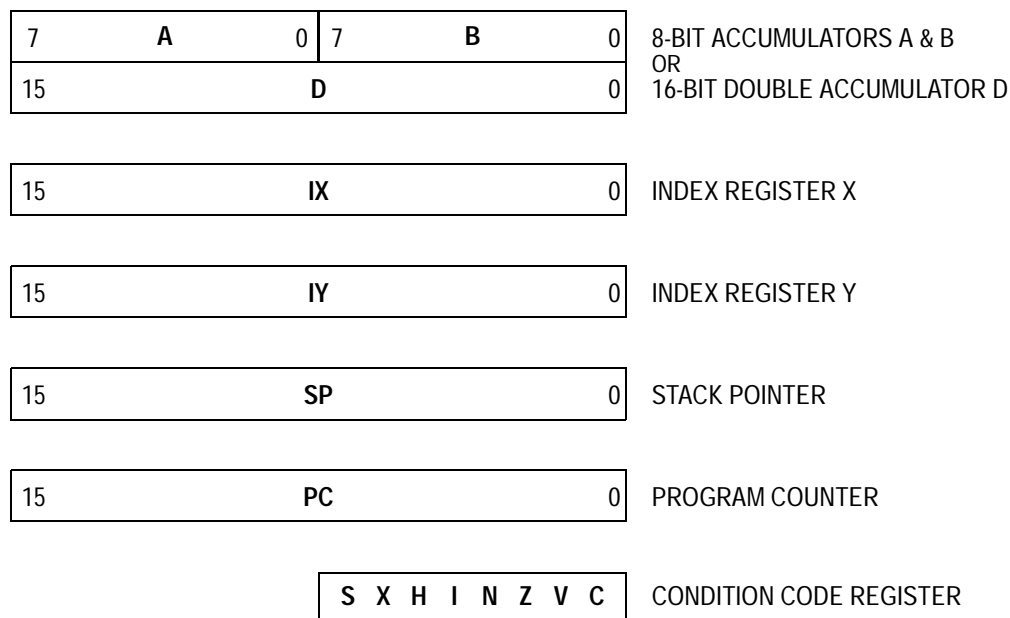 7 A 0 7 B 0 8-BIT ACCUMULATORS A & B
OR
15 D 0 16-BIT DOUBLE ACCUMULATOR D
15 IX 0 INDEX REGISTER X
15 IY 0 INDEX REGISTER Y
15 SP 0 STACK POINTER
15 PC 0 PROGRAM COUNTER
S X H I N Z V C CONDITION CODE REGISTER